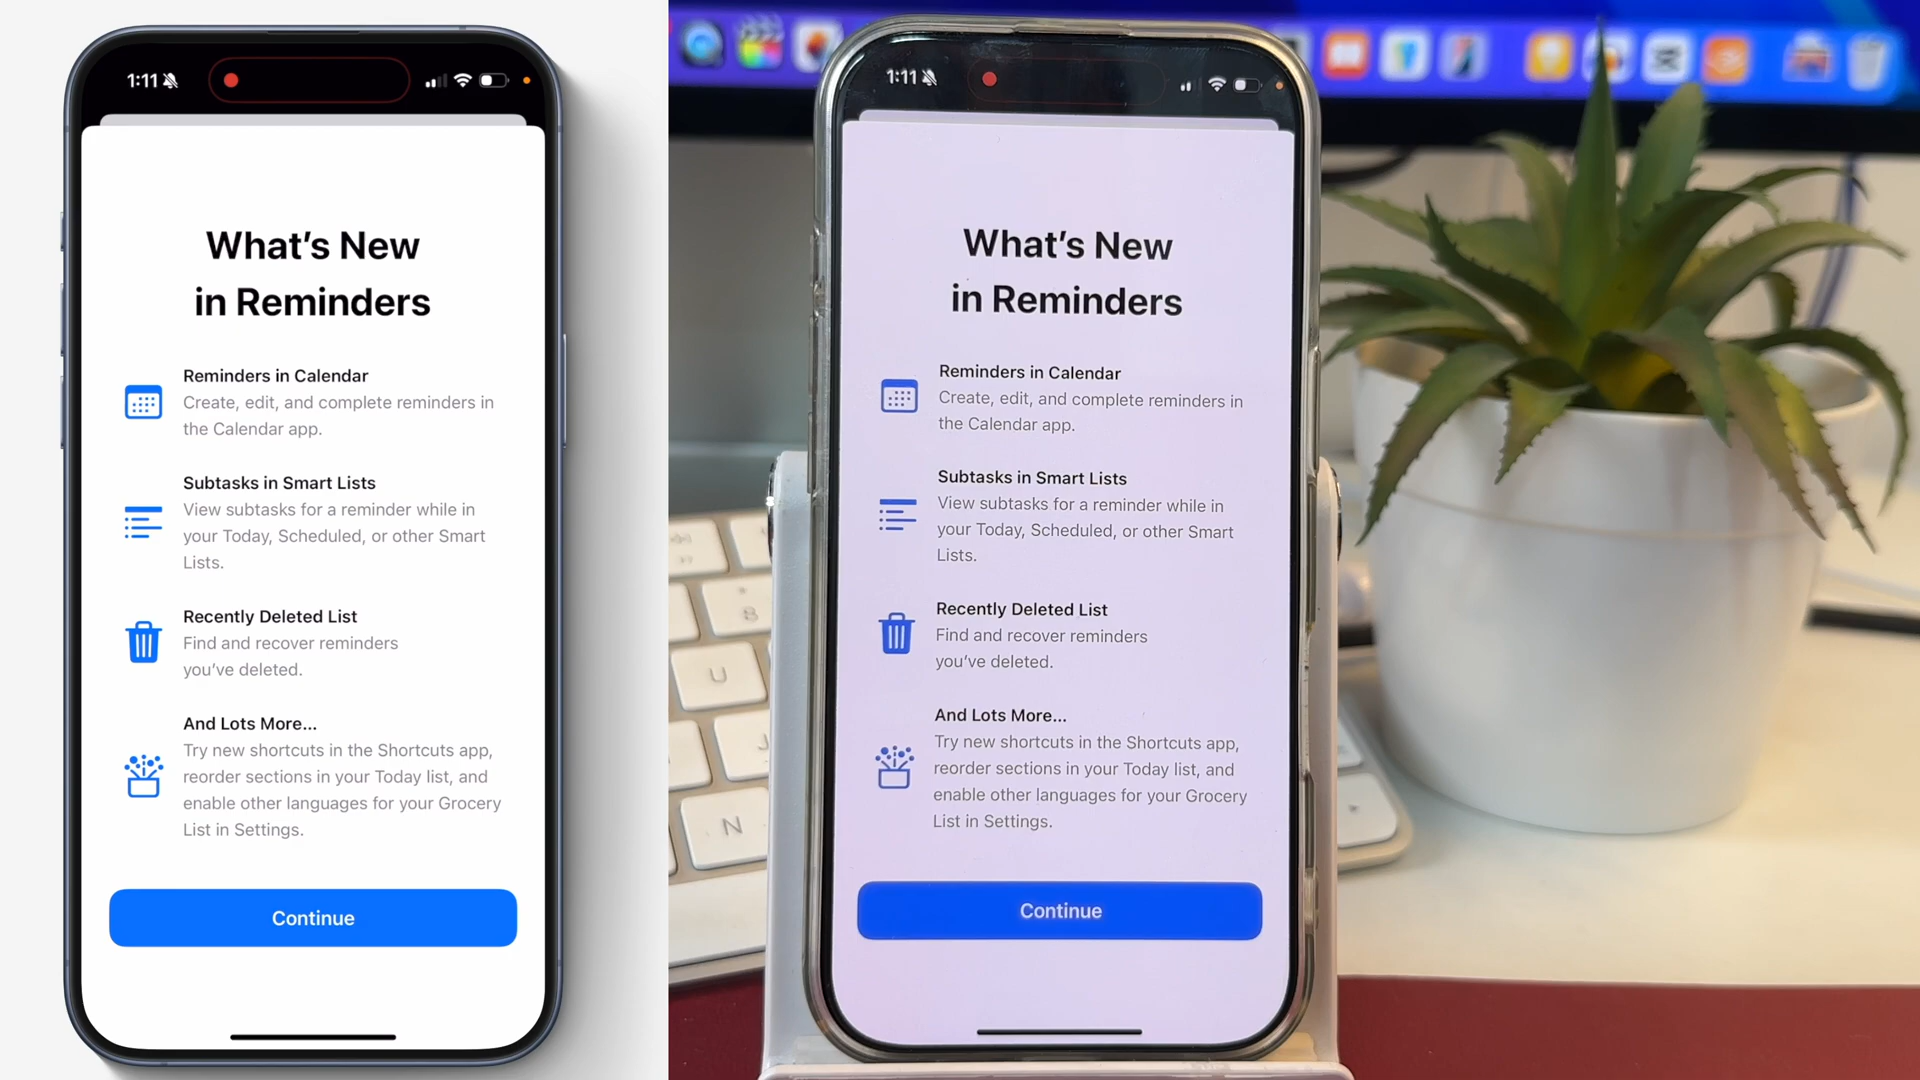 1:11
What's New
in Reminders
Reminders in Calendar
Create, edit, and complete reminders in
the Calendar app.
Subtasks in Smart Lists
View subtasks for a reminder while in
your Today, Scheduled, or other Smart
Lists.
Recently Deleted List
Find and recover reminders
you've deleted.
And Lots More...
Try new shortcuts in the Shortcuts app,
reorder sections in your Today list, and
enable other languages for your Grocery
List in Settings.
Continue
1:11
What's New
in Reminders
Reminders in Calendar
Create, edit, and complete reminders in
the Calendar app.
Subtasks in Smart Lists
View subtasks for a reminder while in
your Today, Scheduled, or other Smart
Lists.
Recently Deleted List
Find and recover reminders
you've deleted.
And Lots More...
Try new shortcuts in the Shortcuts app,
reorder sections in your Today list, and
enable other languages for your Grocery
List in Settings.
Continue
8
U
J
N